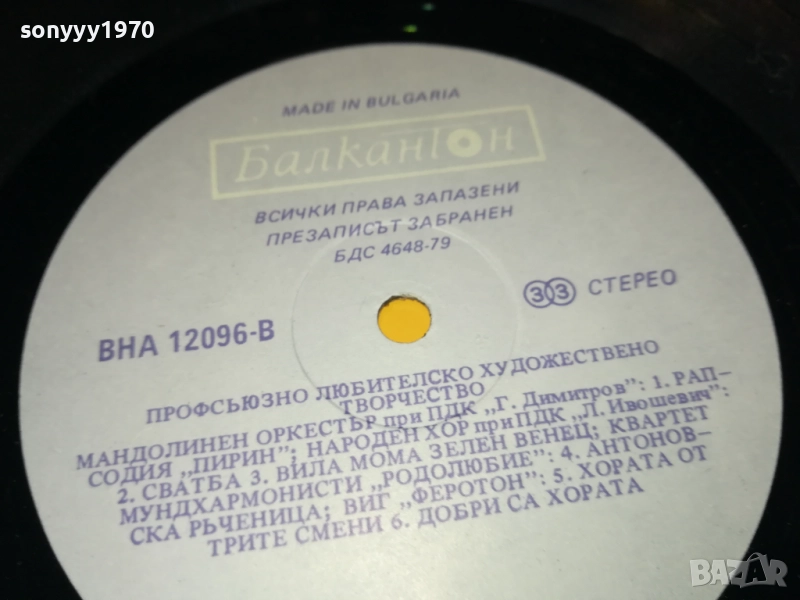 sonyyy1970
MADE IN BULGARIA
Балкантон
ВСИЧКИ ПРАВА ЗАПАЗЕНИ
ПРЕЗАПИСЪТ ЗАБРАНЕН
БДС 4648-79
ВНА 12096-В
33 СТЕРЕО
ПРОФСЪЮЗНО ЛЮБИТЕЛСКО ХУДОЖЕСТВЕНО
ТВОРЧЕСТВО
МАНДОЛИНЕН ОРКЕСТЪР при ПДК „Г. Димитров": 1. РАП-
СОДИЯ „ПИРИН"; НАРОДЕН ХОР при ПДК „Л. Ивошевич":
2. СВАТБА 3. ВИЛА МОМА ЗЕЛЕН ВЕНЕЦ; КВАРТЕТ
МУНДХАРМОНИСТИ „РОДОЛЮБИЕ": 4. АНТОНОВ-
СКА РЪЧЕНИЦА; ВИГ „ФЕРОТОН": 5. ХОРАТА ОТ
ТРИТЕ СМЕНИ 6. ДОБРИ СА ХОРАТА
BAZAR